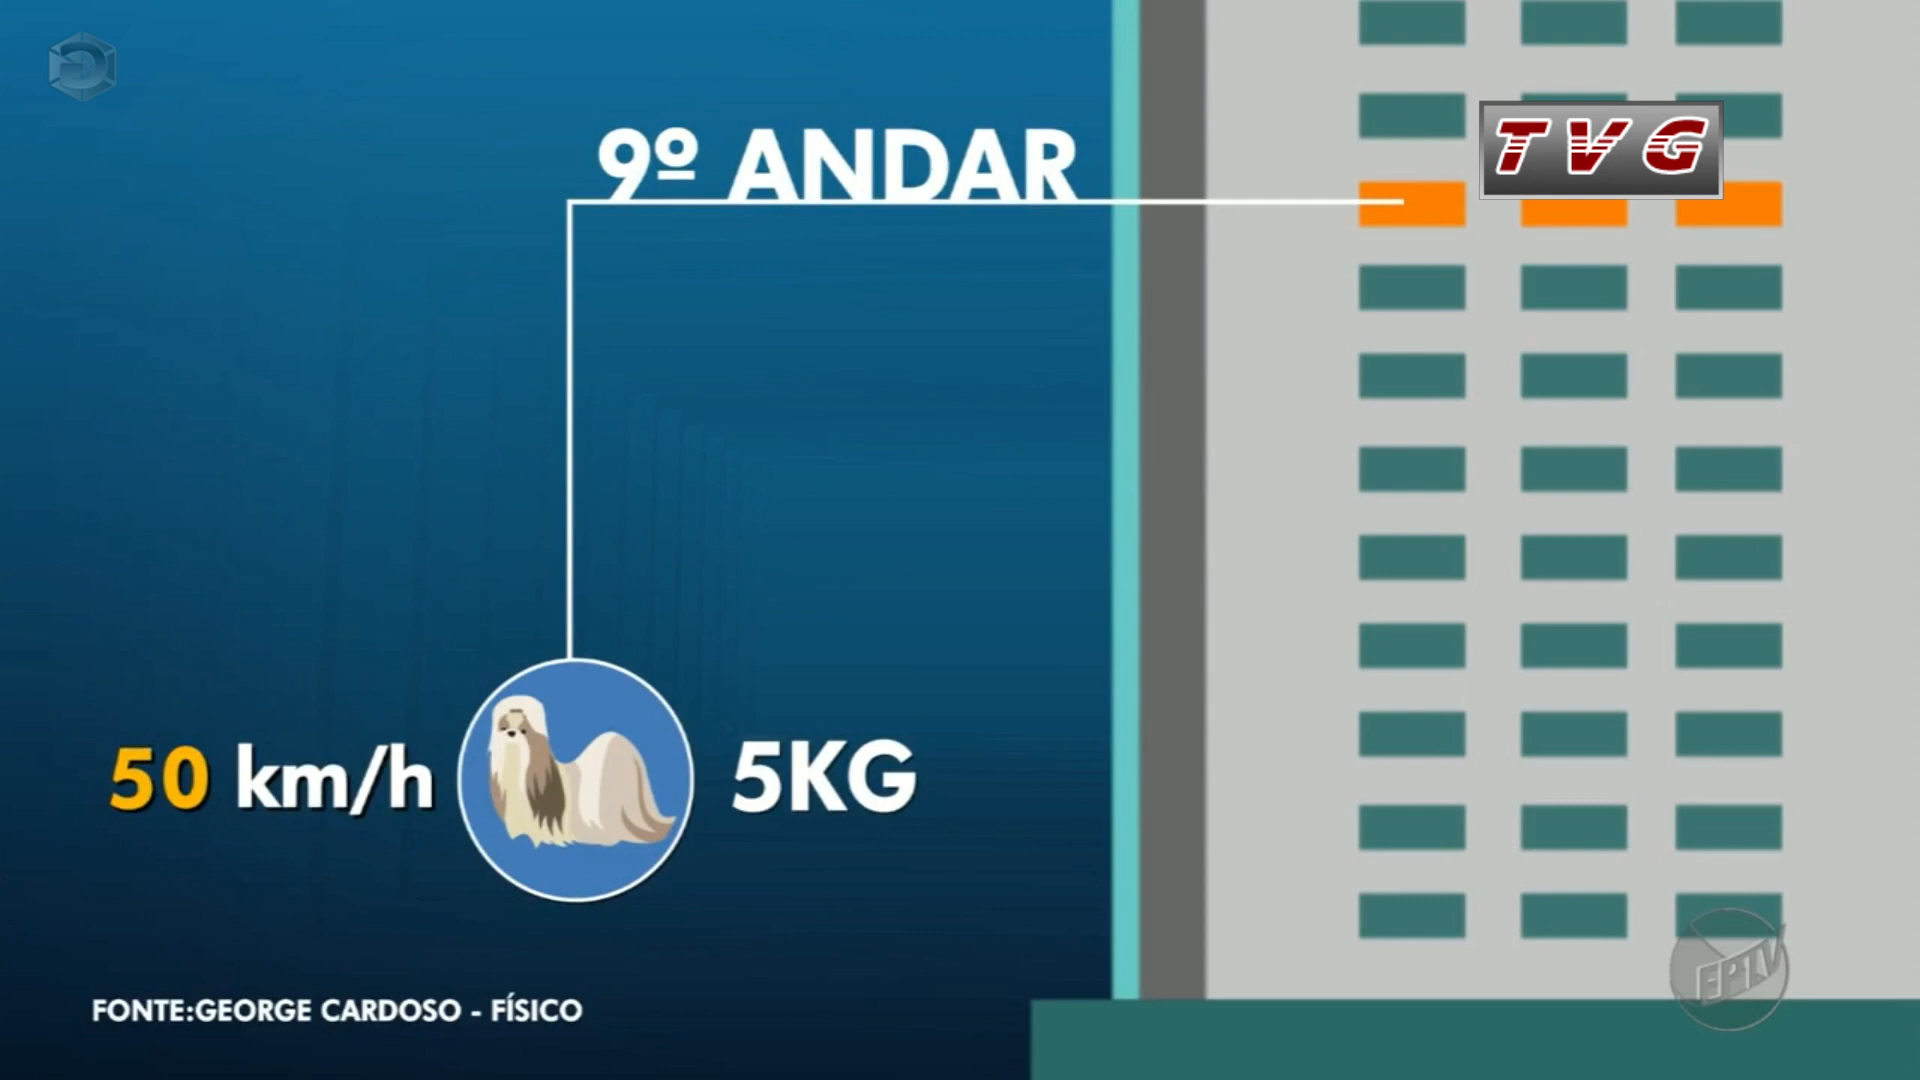 TVG
9º ANDAR
50 km/h
5KG
FONTE:GEORGE CARDOSO - FÍSICO
EPTV